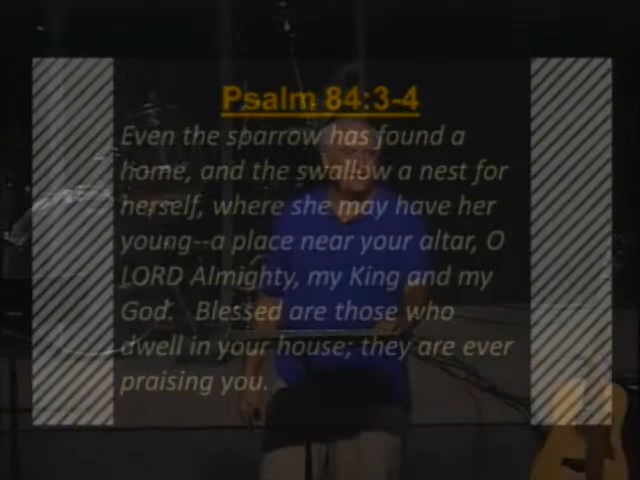 Psalm 84:3-4
Even the sparrow has found a
home, and the swallow a nest for
herself, where she may have her
young--a place near your altar, O
LORD Almighty, my King and my
God.   Blessed are those who
dwell in your house; they are ever
praising you.